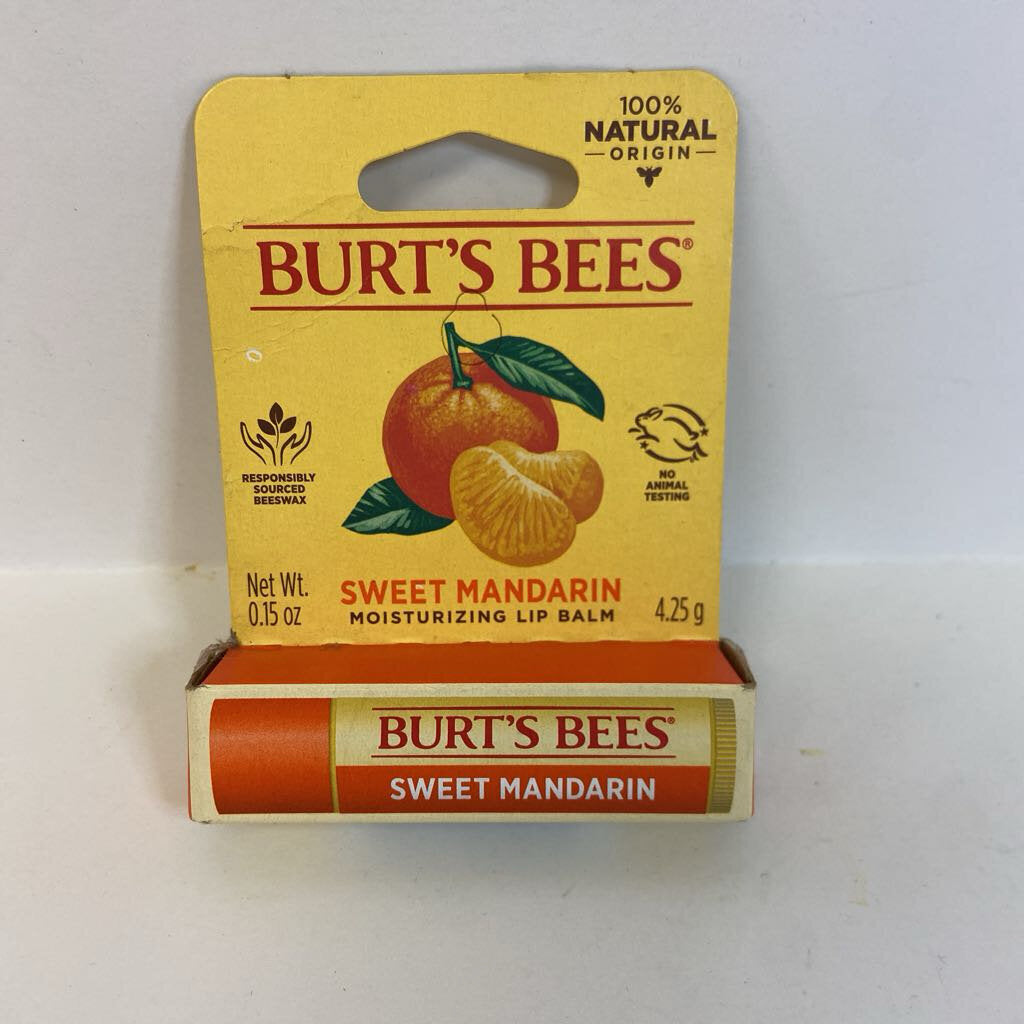 100%
NATURAL
ORIGIN
BURT'S BEES®
RESPONSIBLY
SOURCED
BEESWAX
NO
ANIMAL
TESTING
Net Wt.
0.15 oz
SWEET MANDARIN
MOISTURIZING LIP BALM
4.25 g
BURT'S BEES®
SWEET MANDARIN